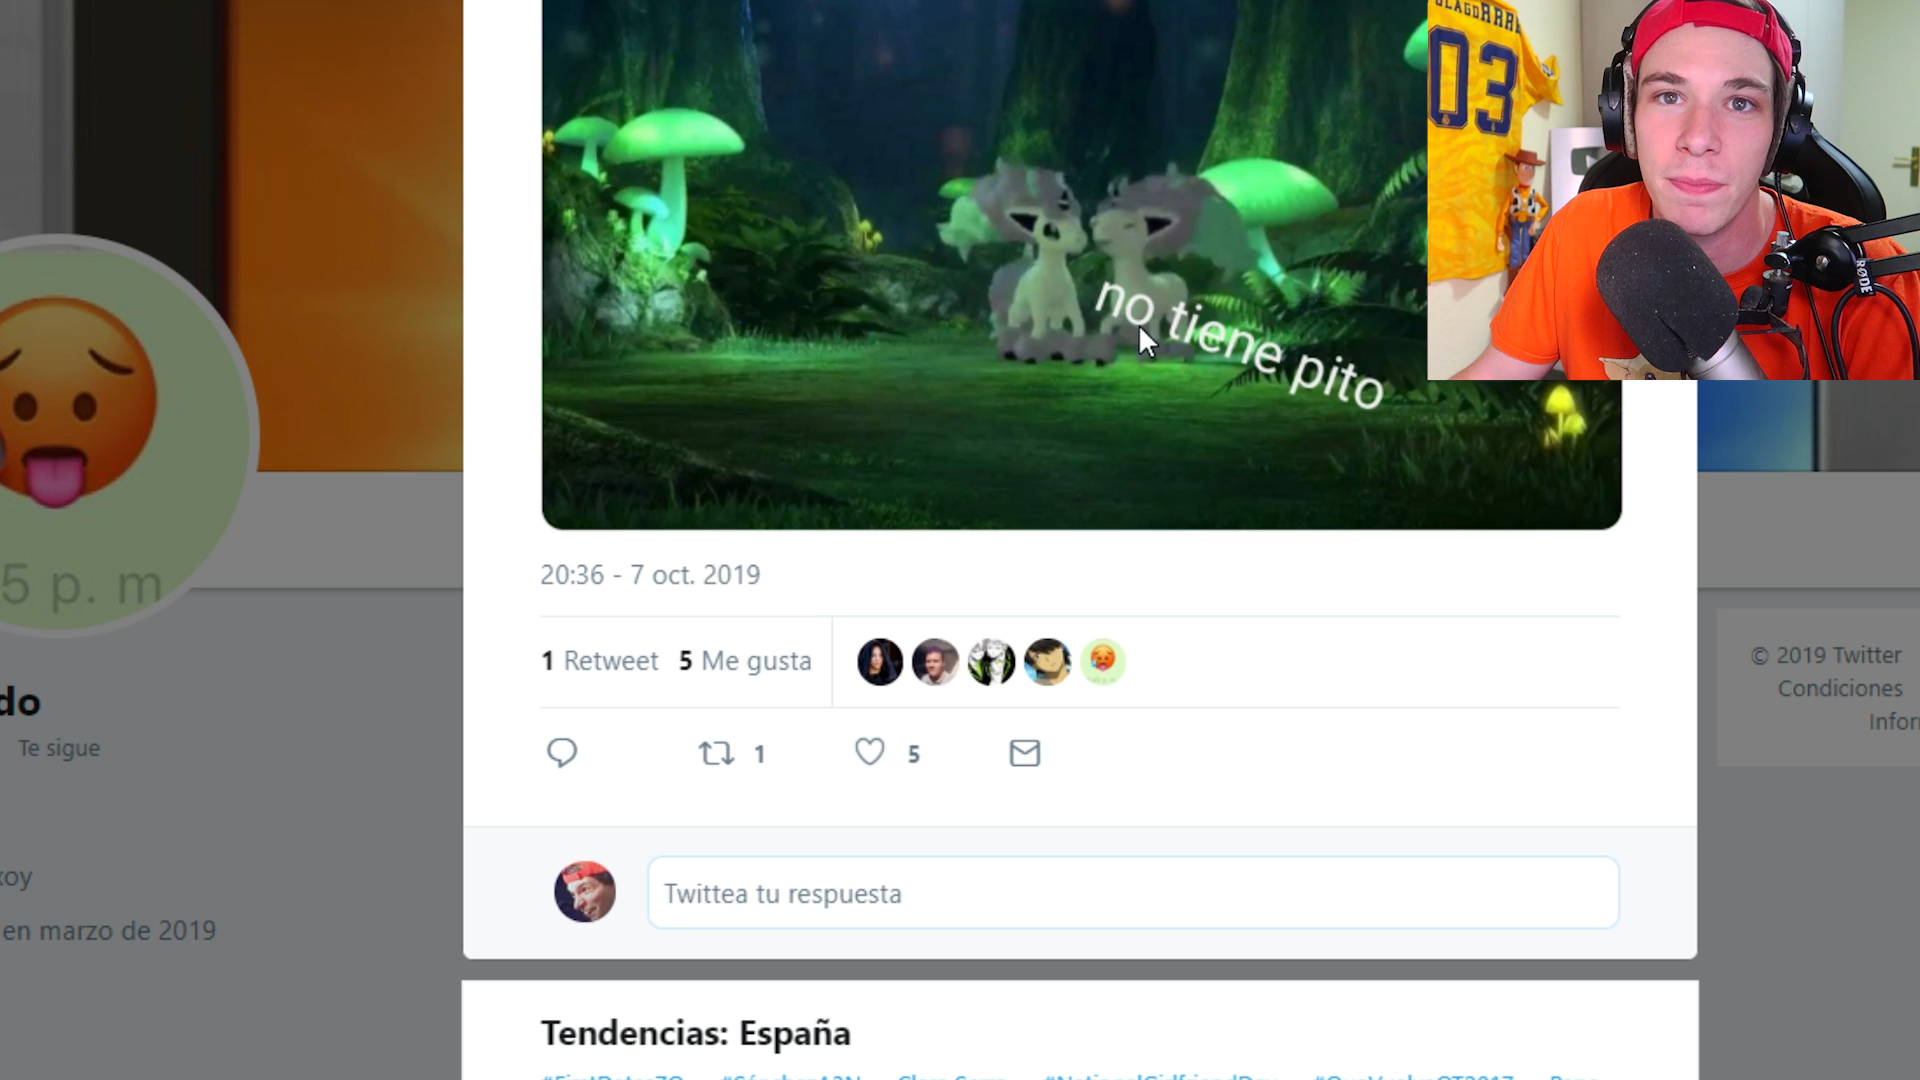 03
no tiene pito
RØDE
5 p. m
20:36 - 7 oct. 2019
1 Retweet 5 Me gusta
1 5
do
Te sigue
en marzo de 2019
Twittea tu respuesta
© 2019 Twitter
Condiciones
Tendencias: España